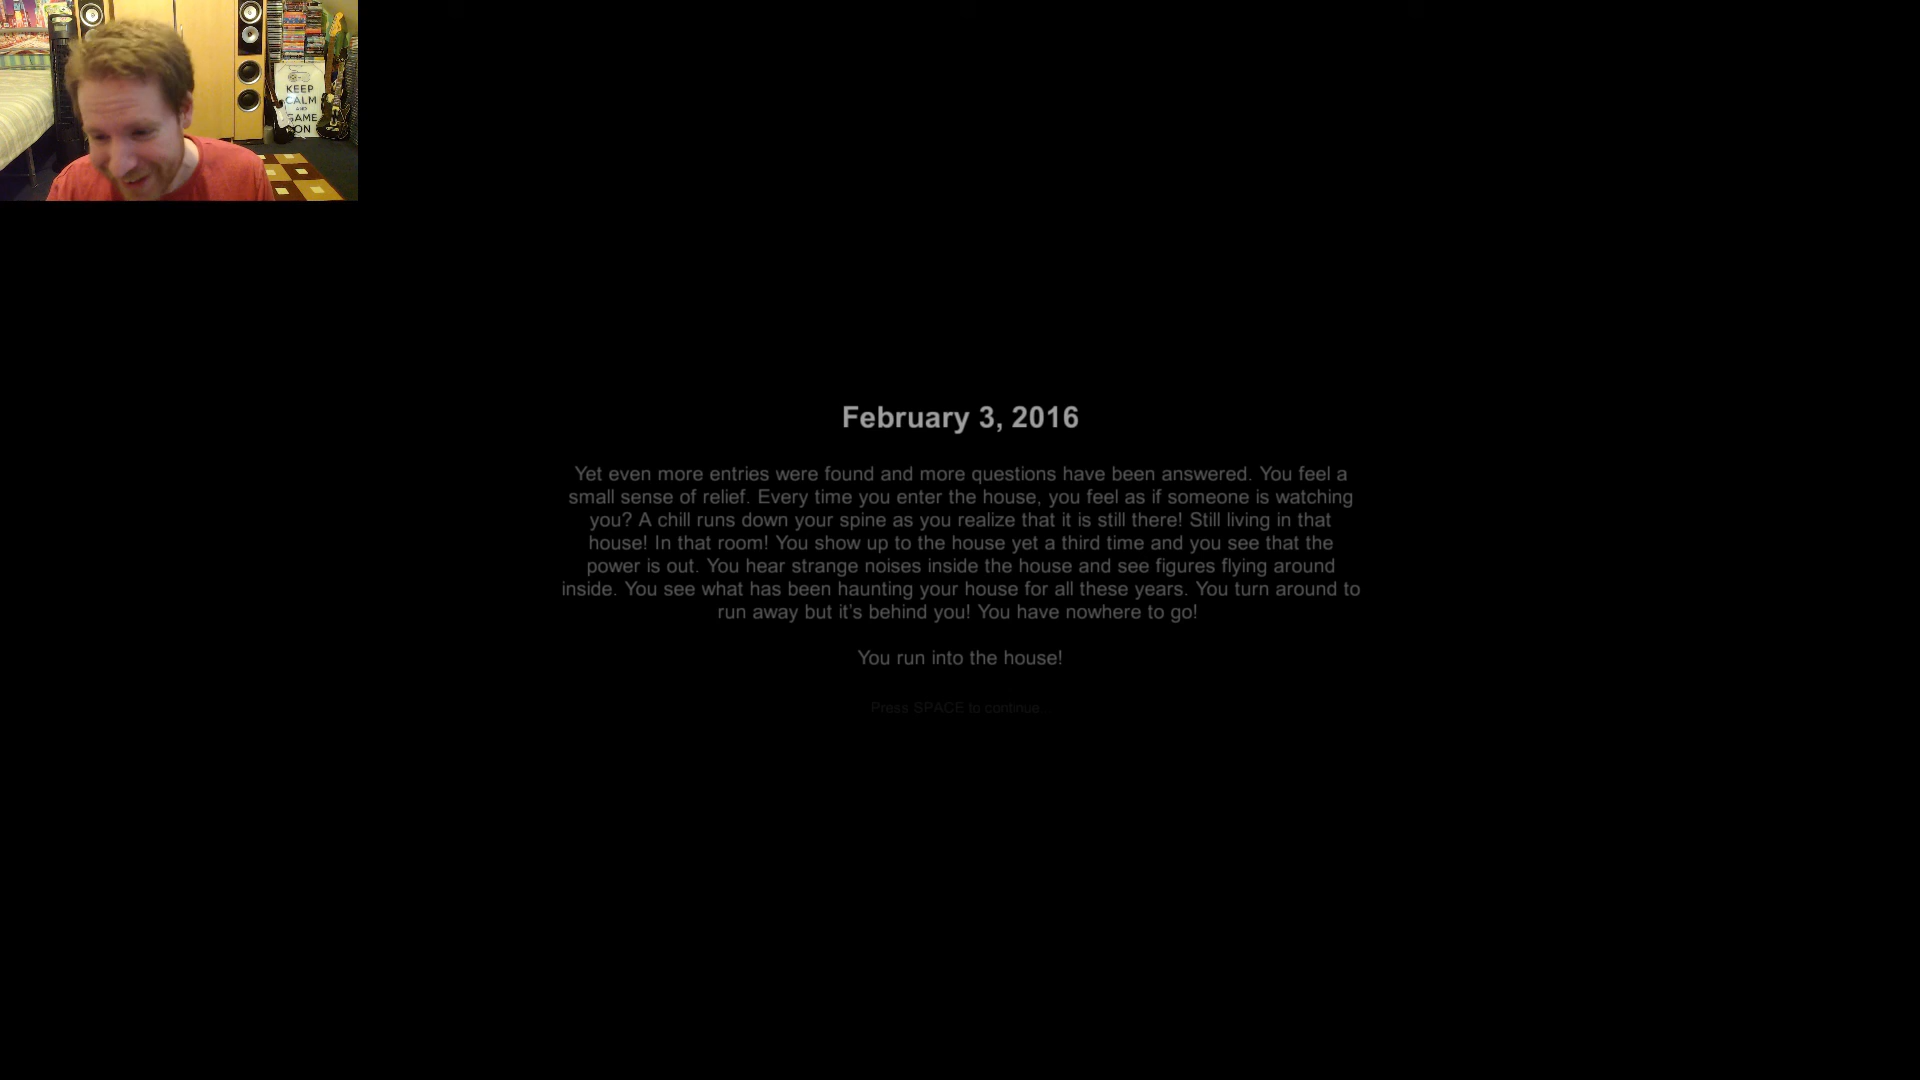 KEEP
CALM
AND
GAME
ON
February 3, 2016
Yet even more entries were found and more questions have been answered. You feel a
small sense of relief. Every time you enter the house, you feel as if someone is watching
you? A chill runs down your spine as you realize that it is still there! Still living in that
house! In that room! You show up to the house yet a third time and you see that the
power is out. You hear strange noises inside the house and see figures flying around
inside. You see what has been haunting your house for all these years. You turn around to
run away but it’s behind you! You have nowhere to go!
You run into the house!
Press SPACE to continue